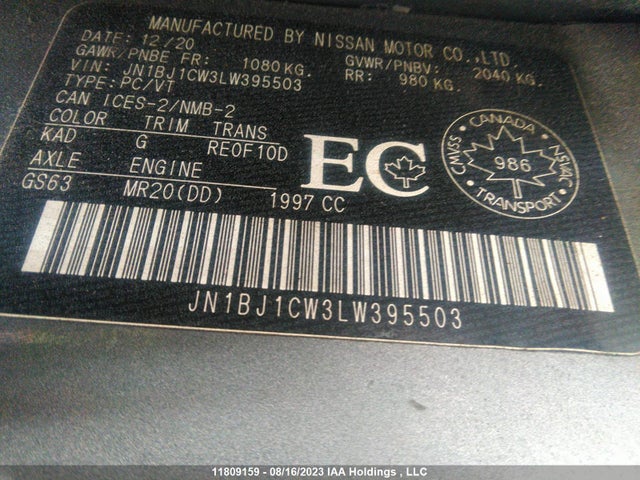 MANUFACTURED BY NISSAN MOTOR CO.,LTD.
DATE: 12/20
GAWR/PNBE FR: 1080KG. GVWR/PNBV: 2040 KG.
VIN: JN1BJ1CW3LW395503 RR: 980 KG.
TYPE: PC/VT
CAN ICES-2/NMB-2
COLOR TRIM TRANS
KAD G RE0F10D
AXLE ENGINE
GS63 MR20(DD) 1997 CC
EC
CANADA
CMVSS 986 NSVAC
TRANSPORT
JN1BJ1CW3LW395503
11809159 - 08/16/2023 IAA Holdings , LLC